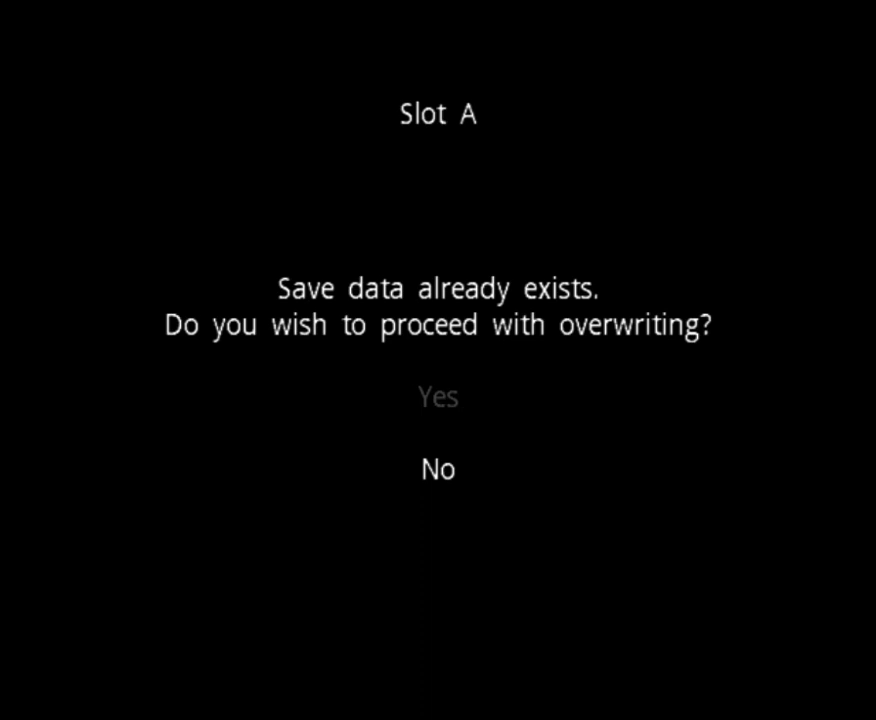 Slot A
Save data already exists.
Do you wish to proceed with overwriting?
Yes
No